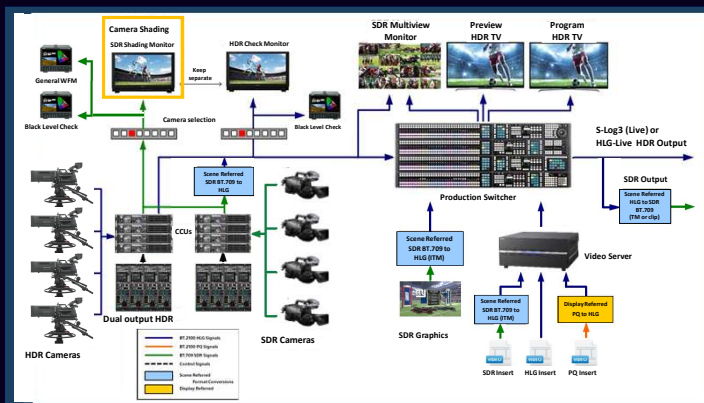 Camera Shading
SDR Shading Monitor
HDR Check Monitor
SDR Multiview
Monitor
Preview
HDR TV
Program
HDR TV
General WFM
Keep
separate
Black Level Check
Camera selection
Black Level Check
S-Log3 (Live) or
HLG-Live HDR Output
Scene Referred
SDR BT.709 to
HLG
Production Switcher
SDR Output
Scene Referred
HLG to SDR
BT.709
(TM or clip)
CCUs
Scene Referred
SDR BT.709 to
HLG (ITM)
Video Server
Scene Referred
SDR BT.709 to
HLG (ITM)
Display Referred
PQ to HLG
Dual output HDR
SDR Graphics
HDR Cameras
SDR Cameras
BT.2100 HLG Signals
BT.2100 PQ Signals
BT.709 SDR Signals
Control Signals
Scene Referred
Format Conversions
Display Referred
VIDEO
VIDEO
VIDEO
SDR Insert
HLG Insert
PQ Insert